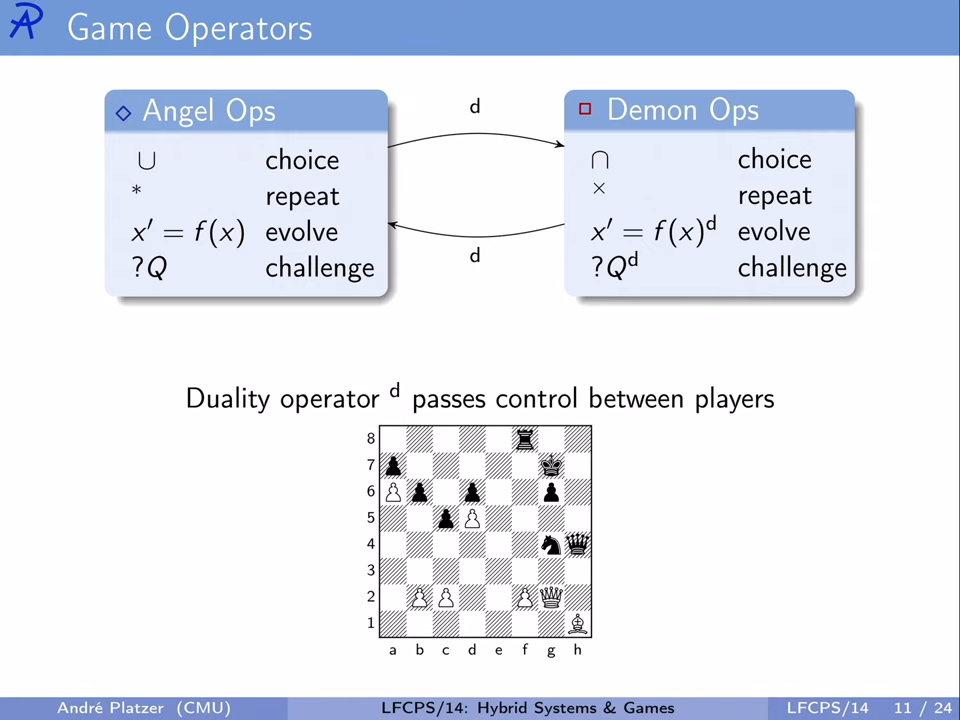 Game Operators
◇ Angel Ops
∪ choice
* repeat
x′ = f(x) evolve
?Q challenge
d
d
□ Demon Ops
∩ choice
× repeat
x′ = f(x)ᵈ evolve
?Qᵈ challenge
Duality operator ᵈ passes control between players
8
7
6
5
4
3
2
1
a b c d e f g h
André Platzer (CMU) LFCPS/14: Hybrid Systems & Games LFCPS/14 11 / 24